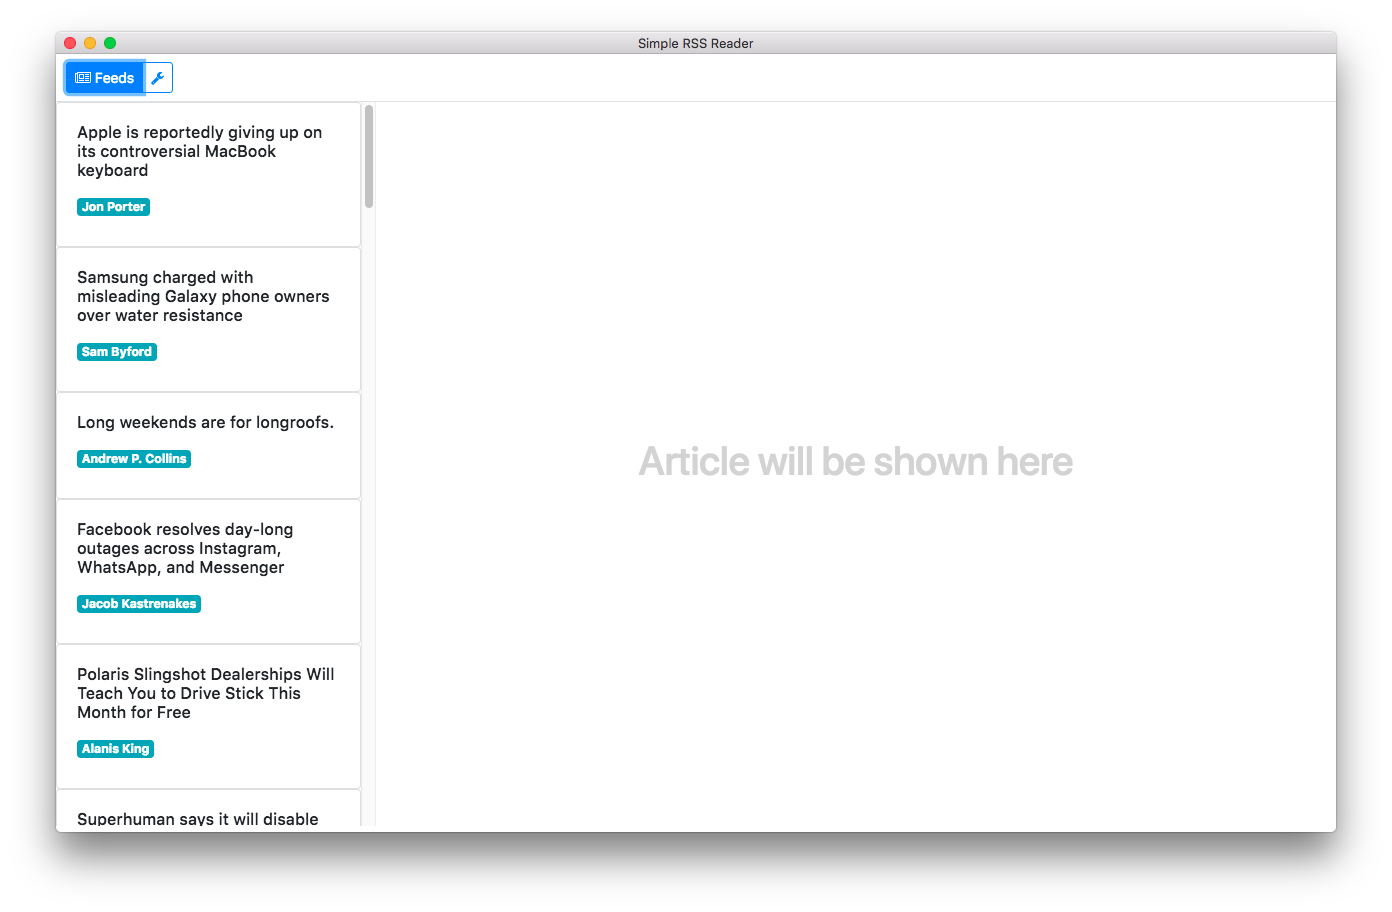 Simple RSS Reader
Feeds
Apple is reportedly giving up on
its controversial MacBook
keyboard
Jon Porter
Samsung charged with
misleading Galaxy phone owners
over water resistance
Sam Byford
Long weekends are for longroofs.
Andrew P. Collins
Facebook resolves day-long
outages across Instagram,
WhatsApp, and Messenger
Jacob Kastrenakes
Polaris Slingshot Dealerships Will
Teach You to Drive Stick This
Month for Free
Alanis King
Superhuman says it will disable
Article will be shown here